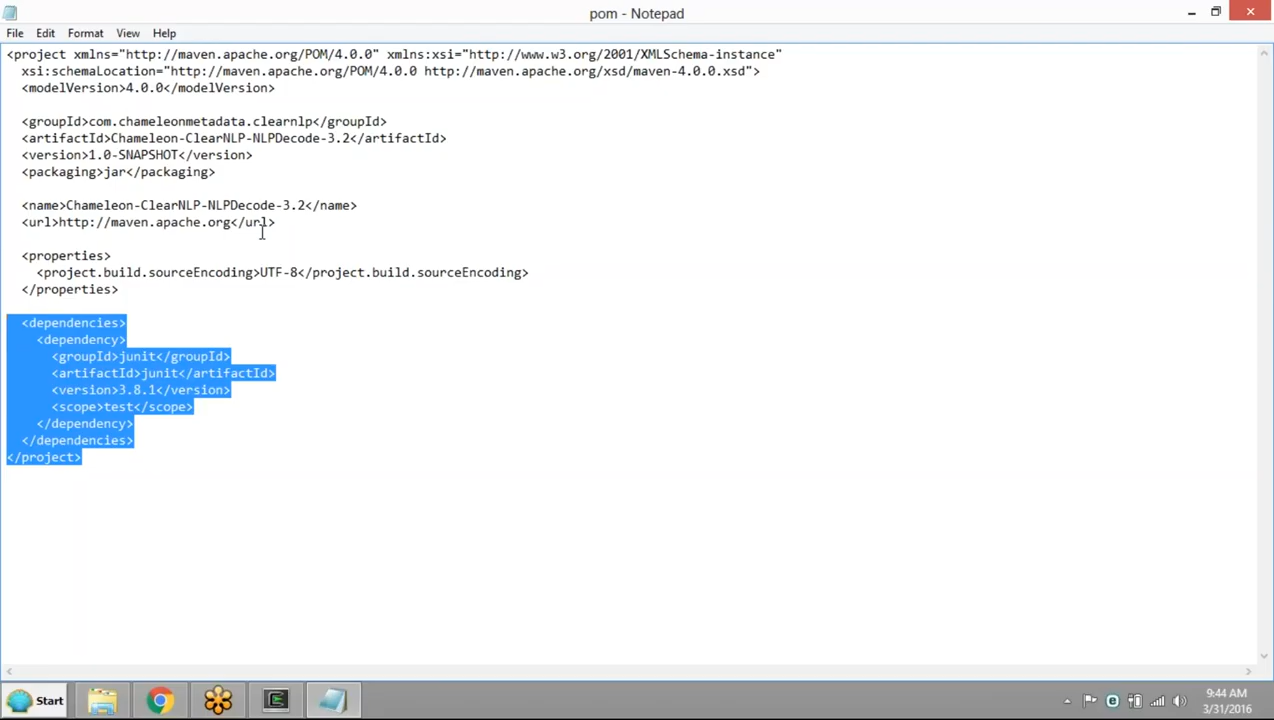 pom - Notepad
File Edit Format View Help
<project xmlns="http://maven.apache.org/POM/4.0.0" xmlns:xsi="http://www.w3.org/2001/XMLSchema-instance"
  xsi:schemaLocation="http://maven.apache.org/POM/4.0.0 http://maven.apache.org/xsd/maven-4.0.0.xsd">
  <modelVersion>4.0.0</modelVersion>
  <groupId>com.chameleonmetadata.clearnlp</groupId>
  <artifactId>Chameleon-ClearNLP-NLPDecode-3.2</artifactId>
  <version>1.0-SNAPSHOT</version>
  <packaging>jar</packaging>
  <name>Chameleon-ClearNLP-NLPDecode-3.2</name>
  <url>http://maven.apache.org</url>
  <properties>
    <project.build.sourceEncoding>UTF-8</project.build.sourceEncoding>
  </properties>
  <dependencies>
    <dependency>
      <groupId>junit</groupId>
      <artifactId>junit</artifactId>
      <version>3.8.1</version>
      <scope>test</scope>
    </dependency>
  </dependencies>
</project>
Start
9:44 AM
3/31/2016